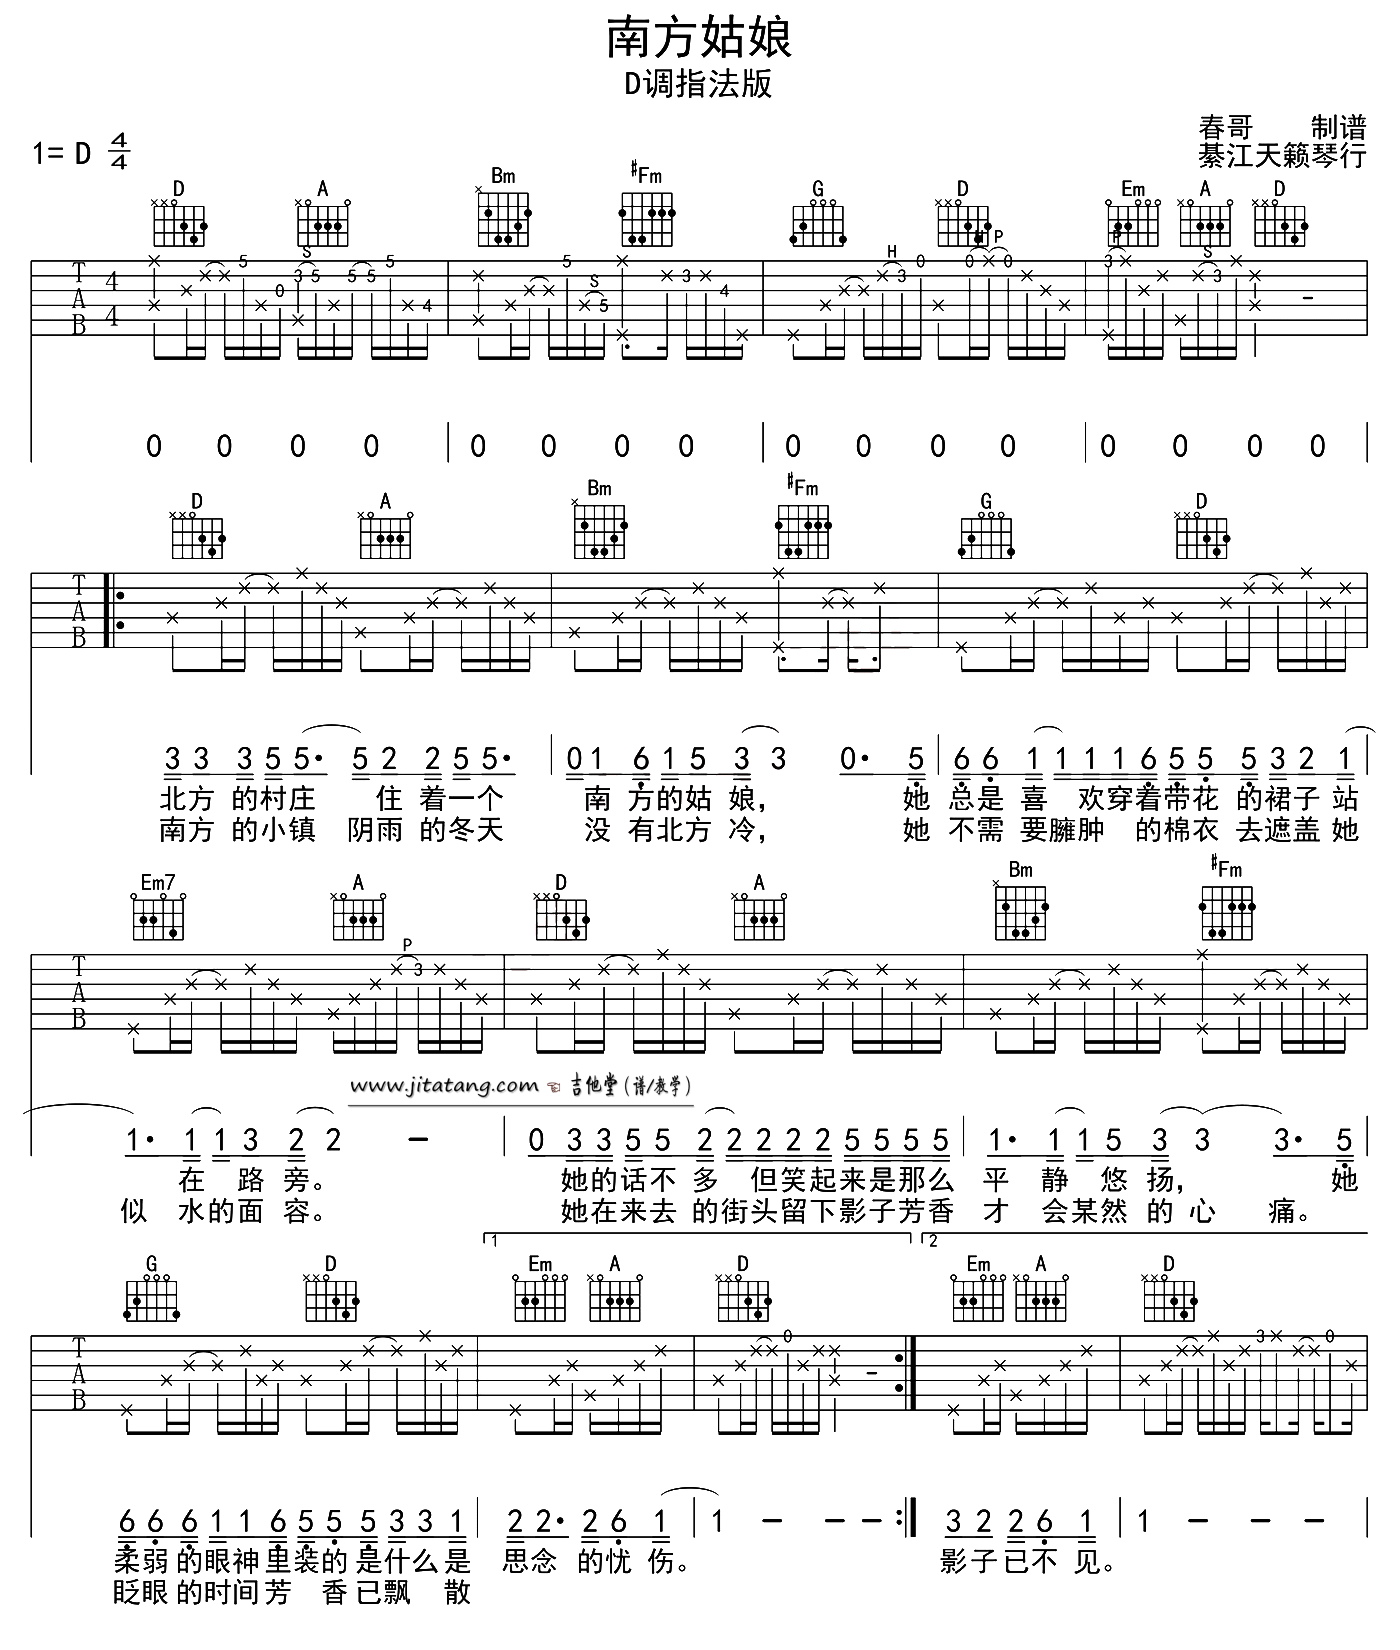 南方姑娘
D调指法版
春哥 制谱
1= D 4/4
綦江天籁琴行
D A Bm #Fm G D Em A D
S S H H P P S
T A B 4 4 5 0 3 5 5 5 4 5 5 3 4 3 0 0 0 3 3
0 0 0 0 0 0 0 0 0 0 0 0 0 0 0 0
D A Bm #Fm G D
T A B
3 3 3 5 5· 5 2 2 5 5· 0 1 6 1 5 3 3 0· 5 6 6 1 1 1 1 6 5 5 5 3 2 1
北方 的村庄 住 着一个 南 方的姑 娘, 她 总是 喜 欢穿着带花 的裙子 站
南方 的小镇 阴雨 的冬天 没 有北方 冷, 她 不需 要臃肿 的棉衣 去遮盖 她
Em7 A D A Bm #Fm
P
T A B 3
www.jitatang.com ☜ 吉他堂(谱/教学)
1· 1 1 3 2 2 — 0 3 3 5 5 2 2 2 2 2 5 5 5 5 1· 1 1 5 3 3 3· 5
在 路 旁。 她的话不 多 但笑起来是那么 平 静 悠 扬, 她
似 水的面 容。 她在来去 的街头留下影子芳香 才 会某然 的 心 痛。
1 2
G D Em A D Em A D
T A B 0 3 0
6 6 6 1 1 6 5 5 5 3 3 1 2 2· 2 6 1 1 — — — 3 2 2 6 1 1 — — —
柔弱 的眼神 里装的 是什么 是 思念 的忧 伤。 影子已不 见。
眨眼 的时间 芳 香已飘 散